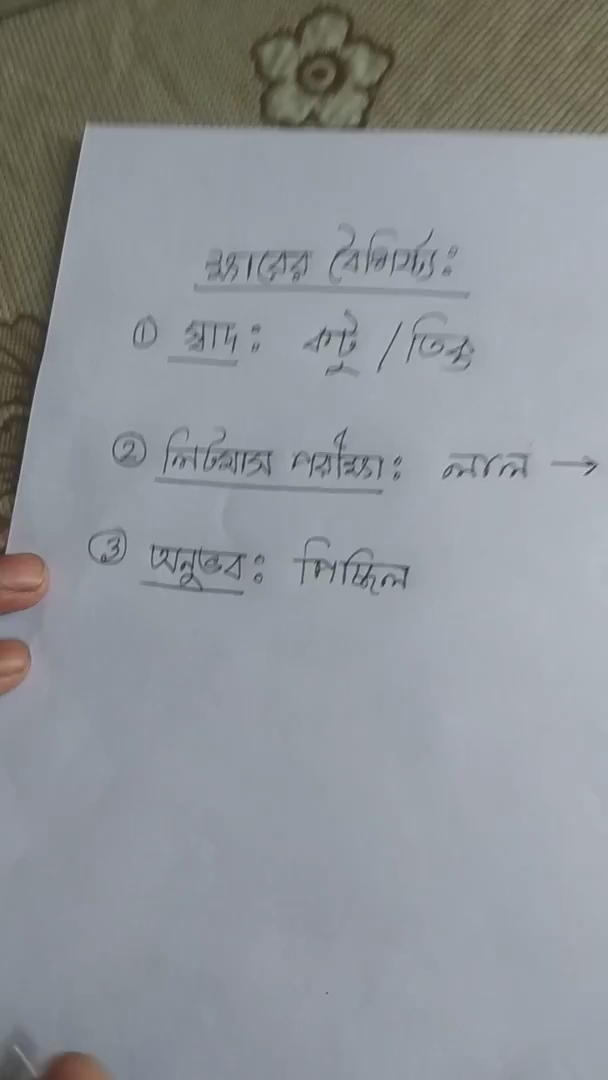 ক্ষারের বৈশিষ্ট্য:
① স্বাদ: কটু / তিক্ত
② লিটমাস পরীক্ষা: লাল →
③ অনুভব: পিচ্ছিল